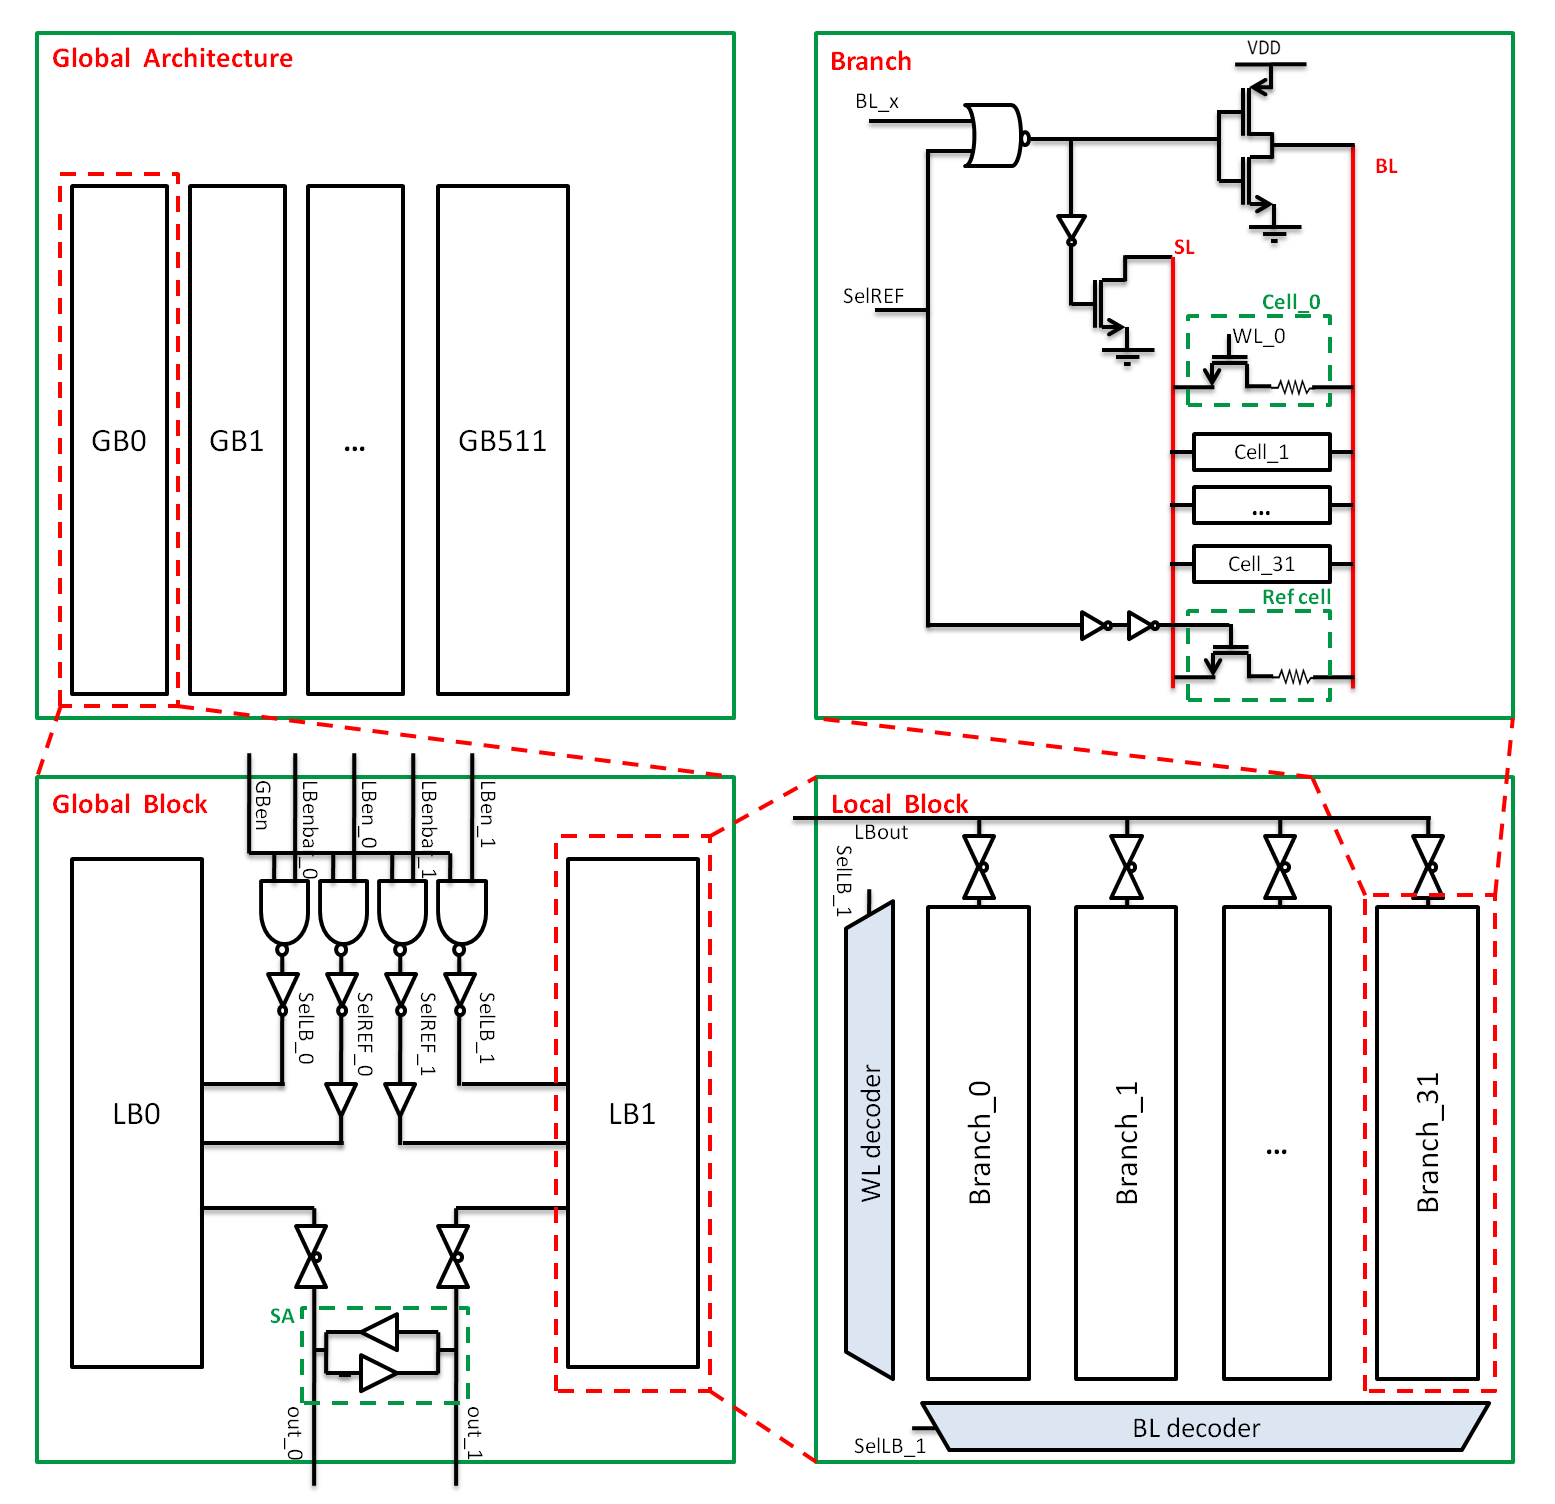 Global Architecture
GB0
GB1
...
GB511
Branch
VDD
BL_x
BL
SL
SelREF
Cell_0
WL_0
Cell_1
...
Cell_31
Ref cell
Global Block
GBen
LBenbar_0
LBen_0
LBenbar_1
LBen_1
SelLB_0
SelREF_0
SelREF_1
SelLB_1
LB0
LB1
SA
out_0
out_1
Local Block
LBout
SelLB_1
WL decoder
Branch_0
Branch_1
...
Branch_31
BL decoder
SelLB_1